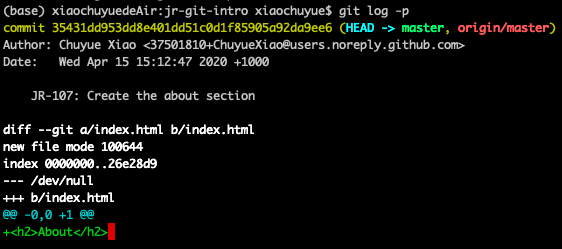 (base) xiaochuyuedeAir:jr-git-intro xiaochuyue$ git log -p
commit 35431dd953dd8e401dd51c0d1f85905a92da9ee6 (HEAD -> master, origin/master)
Author: Chuyue Xiao <37501810+ChuyueXiao@users.noreply.github.com>
Date:   Wed Apr 15 15:12:47 2020 +1000
    JR-107: Create the about section
diff --git a/index.html b/index.html
new file mode 100644
index 0000000..26e28d9
--- /dev/null
+++ b/index.html
@@ -0,0 +1 @@
+<h2>About</h2>